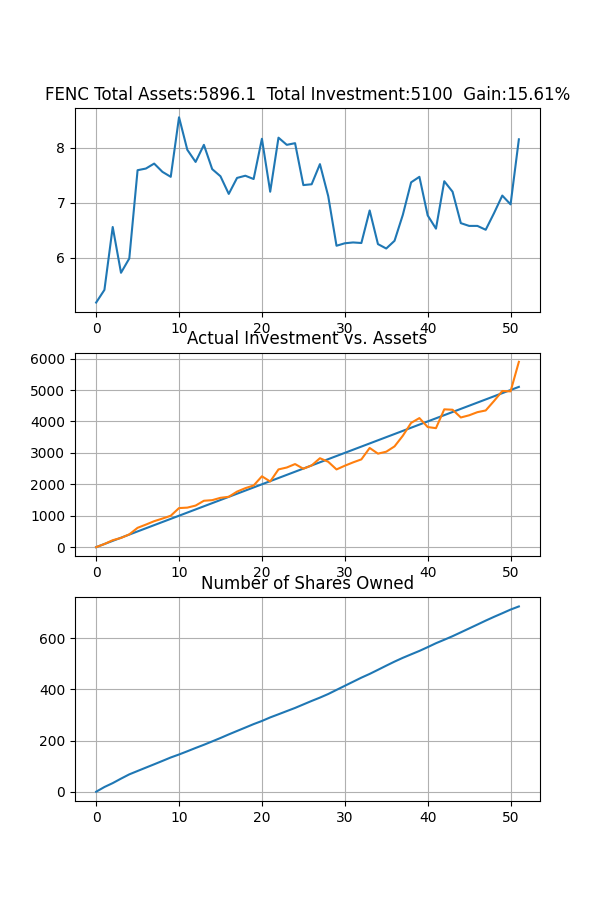 FENC Total Assets:5896.1  Total Investment:5100  Gain:15.61%
8
7
6
0 10 20 30 40 50
Actual Investment vs. Assets
6000
5000
4000
3000
2000
1000
0
0 10 20 30 40 50
Number of Shares Owned
600
400
200
0
0 10 20 30 40 50